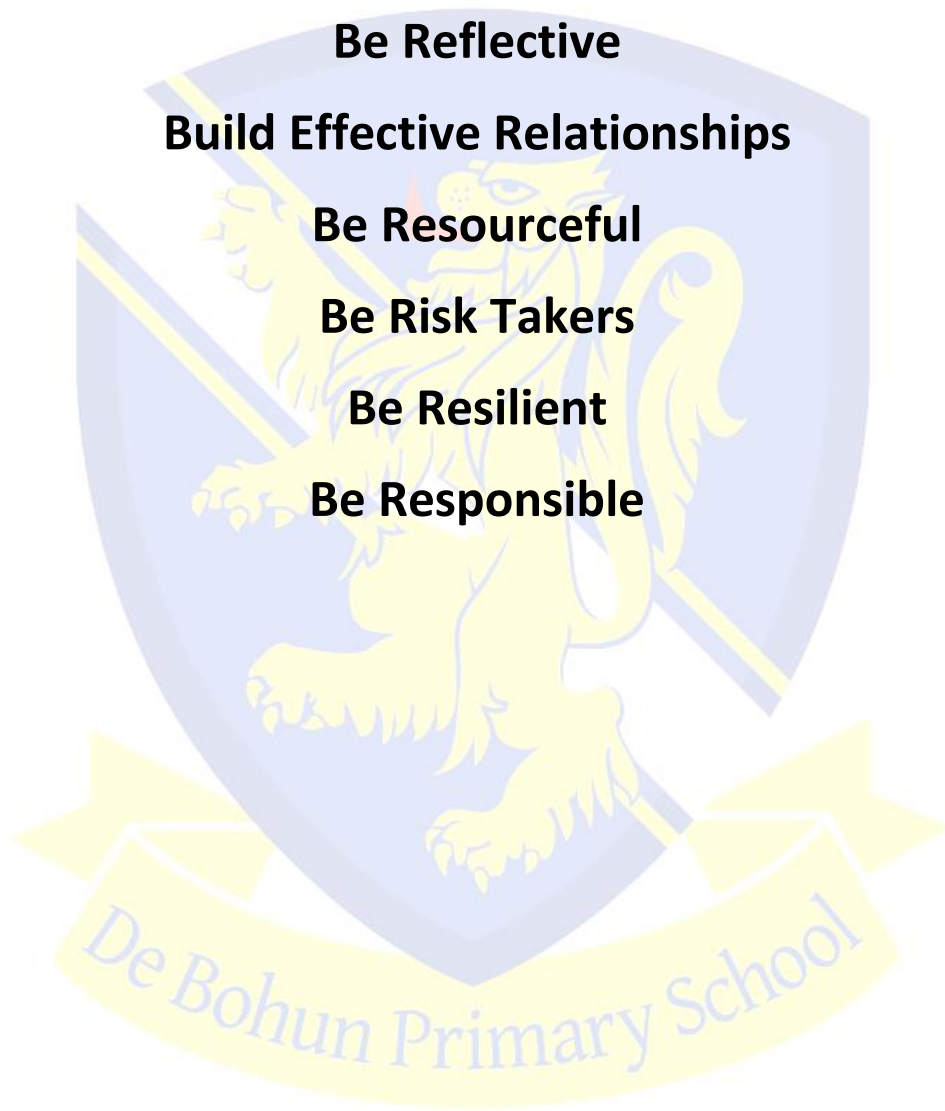 Be Reflective
Build Effective Relationships
Be Resourceful
Be Risk Takers
Be Resilient
Be Responsible
De Bohun Primary School